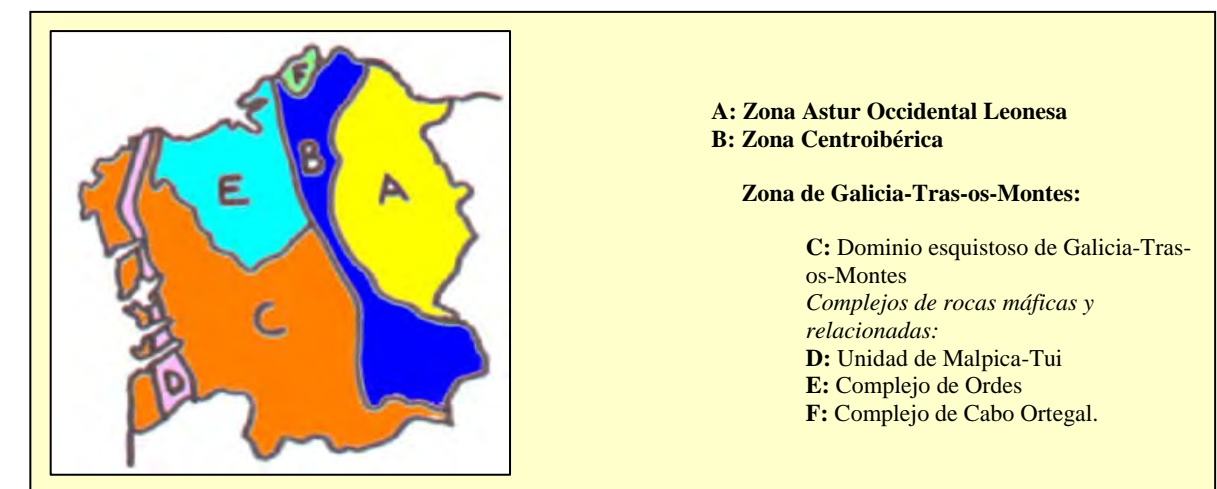 F
B
A
E
C
D
A: Zona Astur Occidental Leonesa
B: Zona Centroibérica
Zona de Galicia-Tras-os-Montes:
C: Dominio esquistoso de Galicia-Tras-
os-Montes
Complejos de rocas máficas y
relacionadas:
D: Unidad de Malpica-Tui
E: Complejo de Ordes
F: Complejo de Cabo Ortegal.